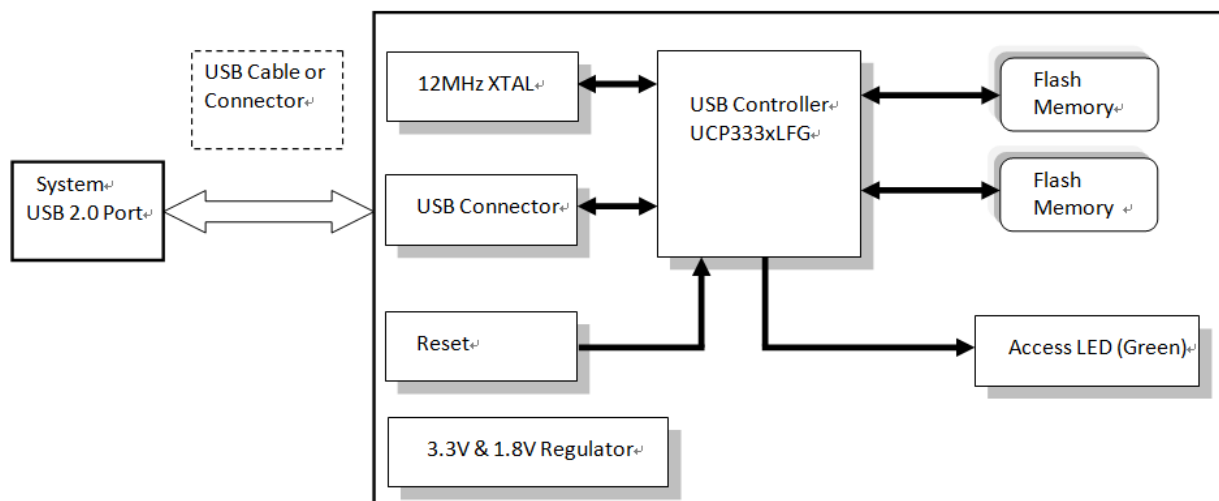 USB Cable or
Connector
System
USB 2.0 Port
12MHz XTAL
USB Connector
Reset
3.3V & 1.8V Regulator
USB Controller
UCP333xLFG
Flash
Memory
Flash
Memory
Access LED (Green)